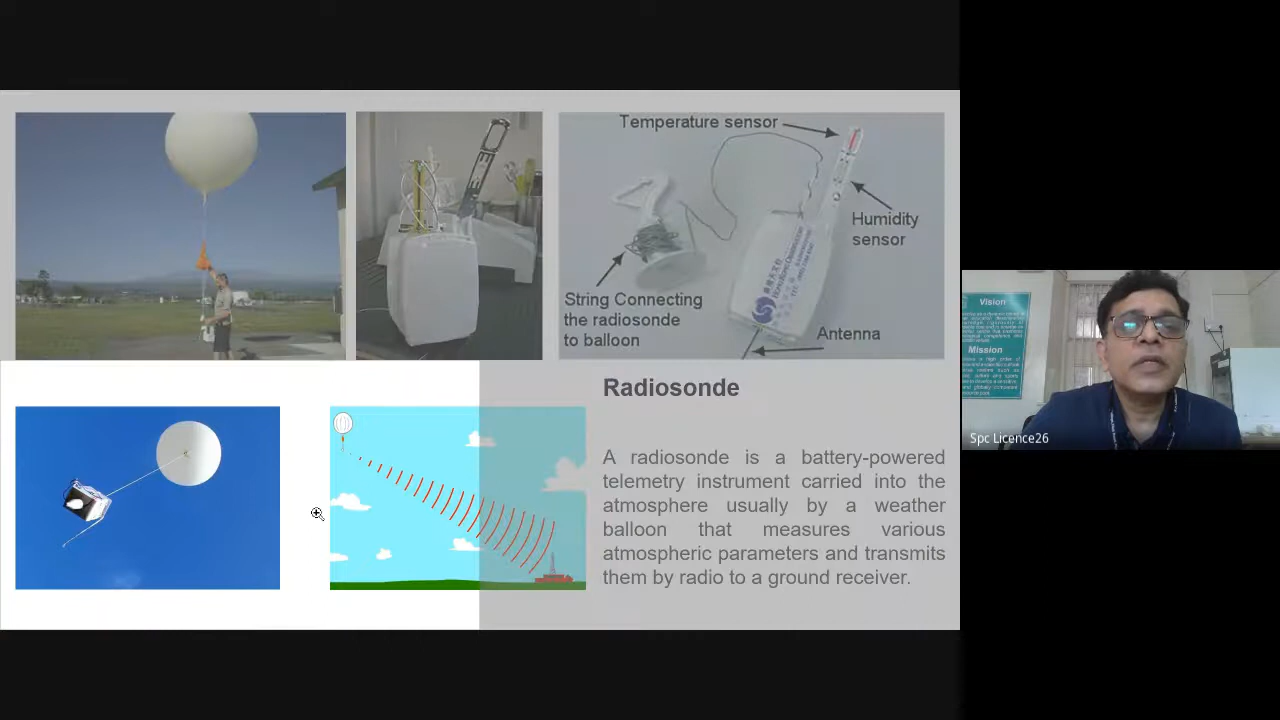 Temperature sensor
Humidity
sensor
String Connecting
the radiosonde
to balloon
Antenna
Radiosonde
A radiosonde is a battery-powered
telemetry instrument carried into the
atmosphere usually by a weather
balloon that measures various
atmospheric parameters and transmits
them by radio to a ground receiver.
Vision
Mission
Spc Licence26